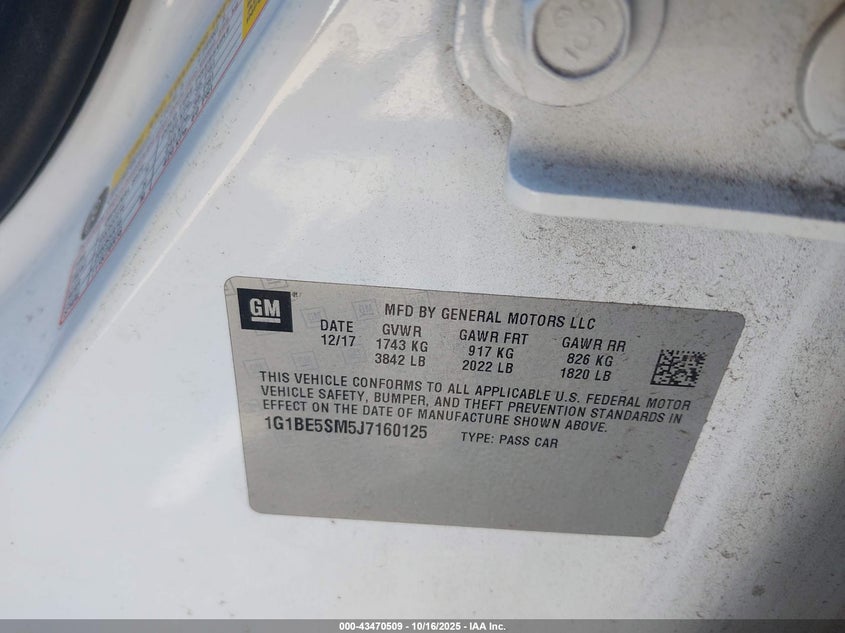 GM
MFD BY GENERAL MOTORS LLC
DATE GVWR GAWR FRT GAWR RR
12/17 1743 KG 917 KG 826 KG
3842 LB 2022 LB 1820 LB
THIS VEHICLE CONFORMS TO ALL APPLICABLE U.S. FEDERAL MOTOR
VEHICLE SAFETY, BUMPER, AND THEFT PREVENTION STANDARDS IN
EFFECT ON THE DATE OF MANUFACTURE SHOWN ABOVE.
1G1BE5SM5J7160125 TYPE: PASS CAR
000-43470509 - 10/16/2025 - IAA Inc.